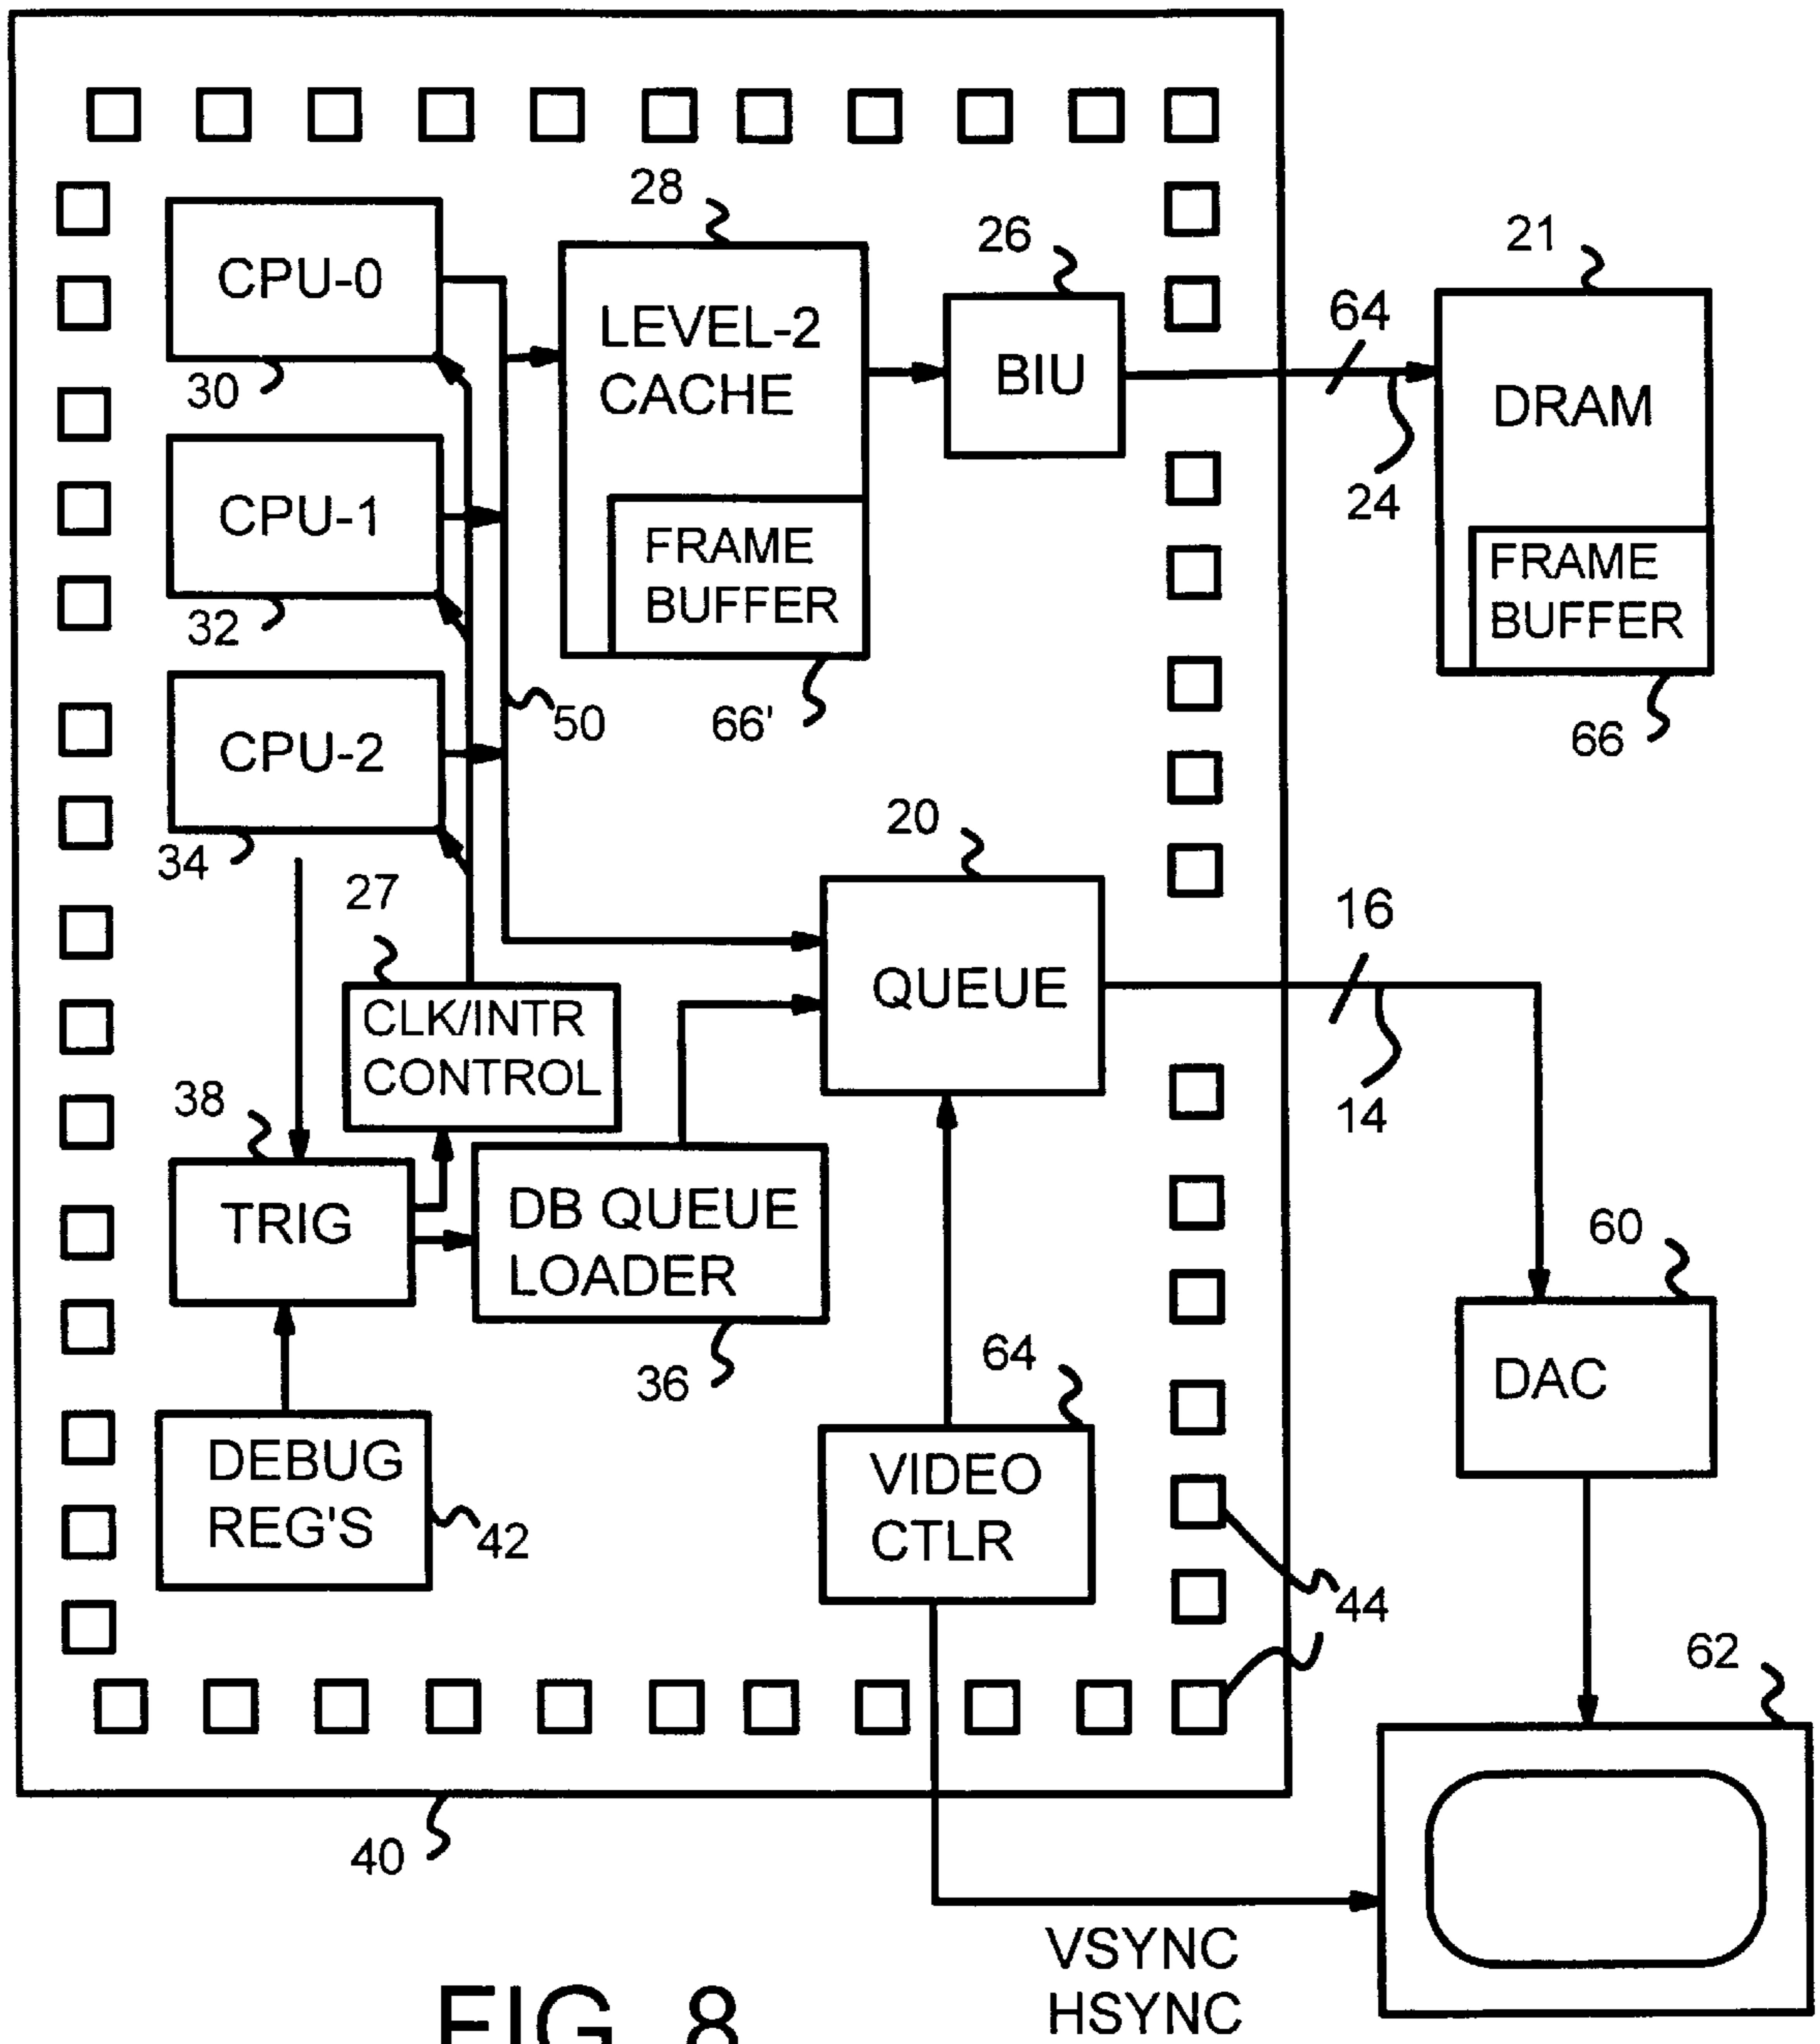 28
CPU-0
26
21
LEVEL-2
CACHE
BIU
64
DRAM
30
24
CPU-1
FRAME
BUFFER
FRAME
BUFFER
32
CPU-2
50
66'
66
34
27
20
16
QUEUE
CLK/INTR
CONTROL
14
38
TRIG
DB QUEUE
LOADER
60
36
64
DAC
DEBUG
REG'S
42
VIDEO
CTLR
44
62
40
VSYNC
HSYNC
FIG. 8